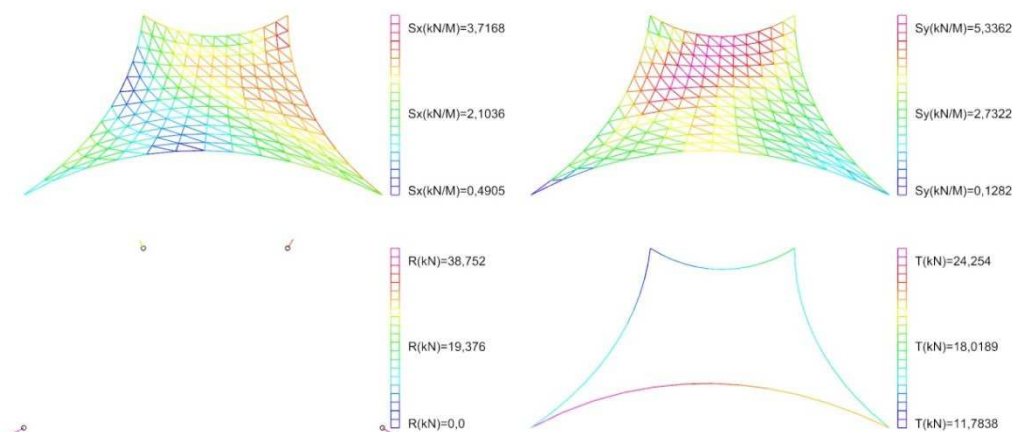 Sx(kN/M)=3,7168
Sx(kN/M)=2,1036
Sx(kN/M)=0,4905
Sy(kN/M)=5,3362
Sy(kN/M)=2,7322
Sy(kN/M)=0,1282
R(kN)=38,752
R(kN)=19,376
R(kN)=0,0
T(kN)=24,254
T(kN)=18,0189
T(kN)=11,7838